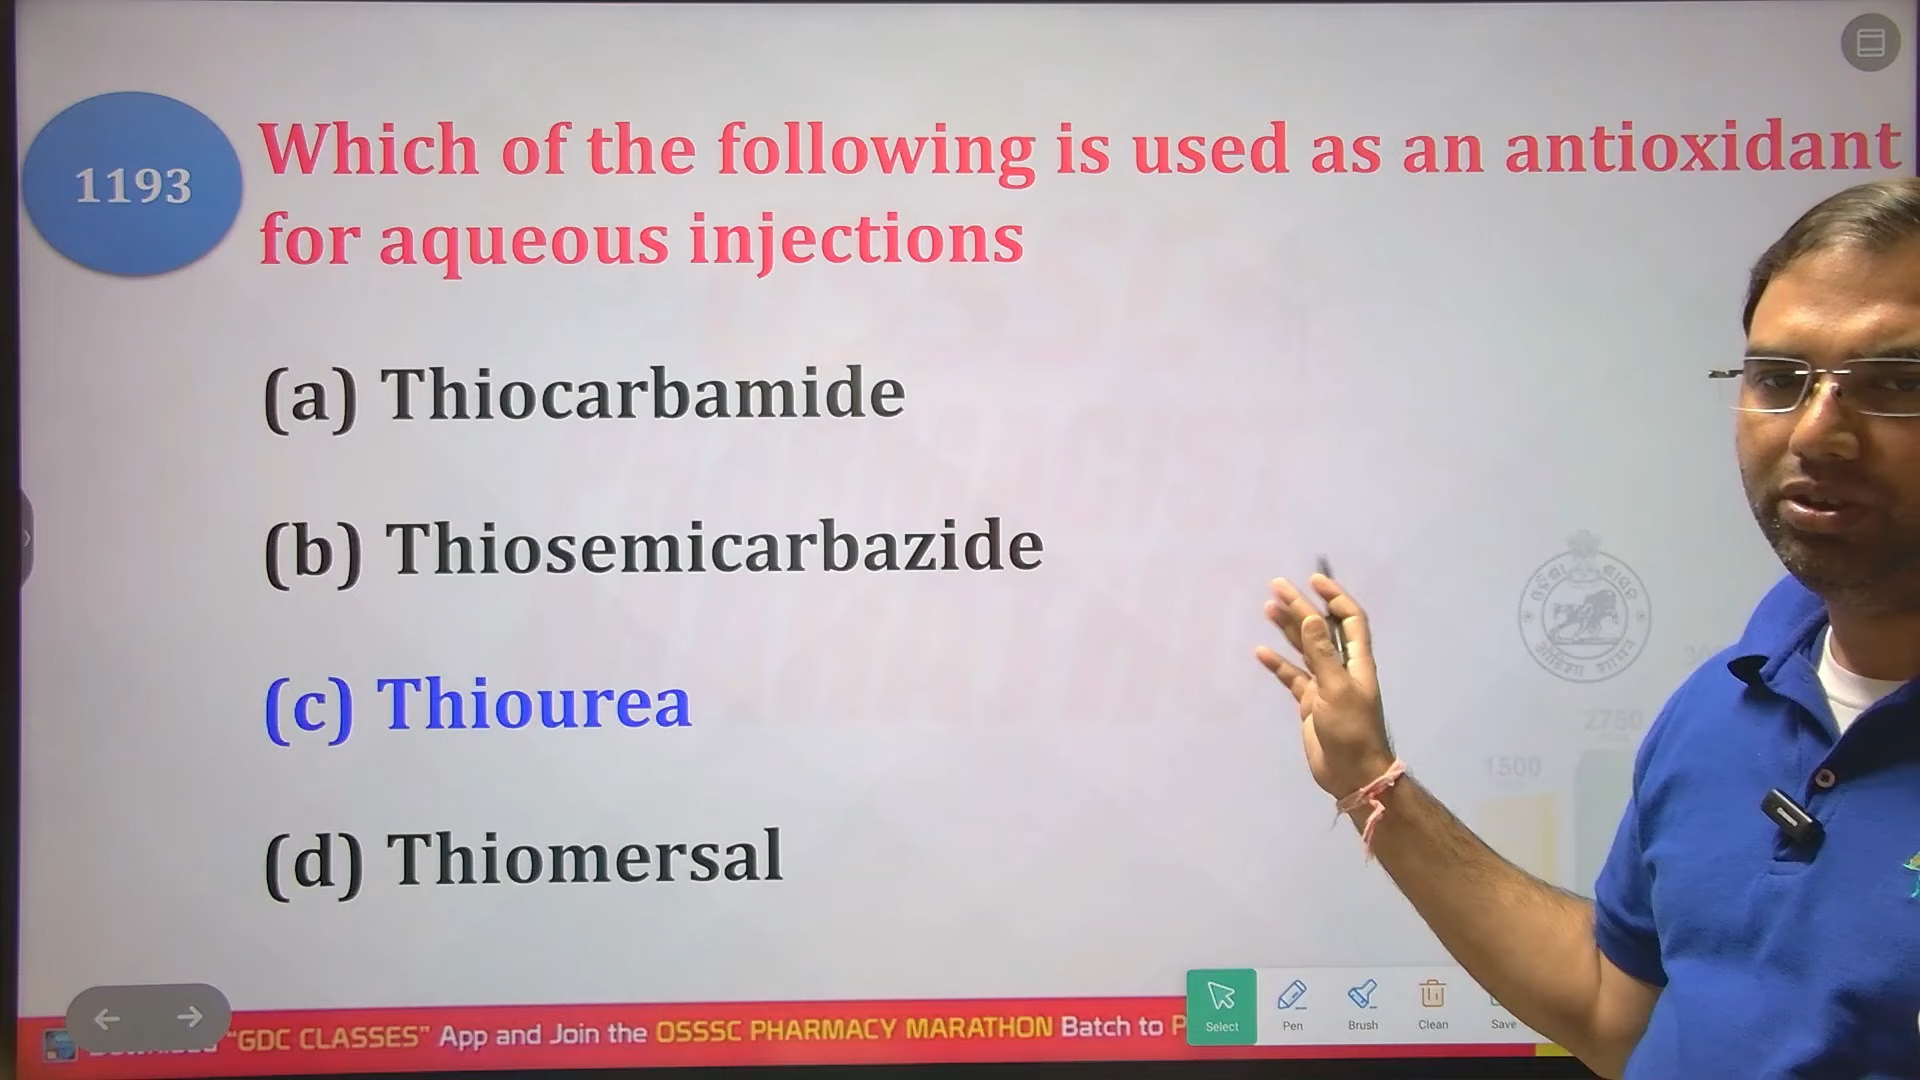 1193
Which of the following is used as an antioxidant
for aqueous injections
(a) Thiocarbamide
(b) Thiosemicarbazide
(c) Thiourea
(d) Thiomersal
2750
1500
"GDC CLASSES" App and Join the OSSSC PHARMACY MARATHON Batch to
Select
Pen
Brush
Clean
Save